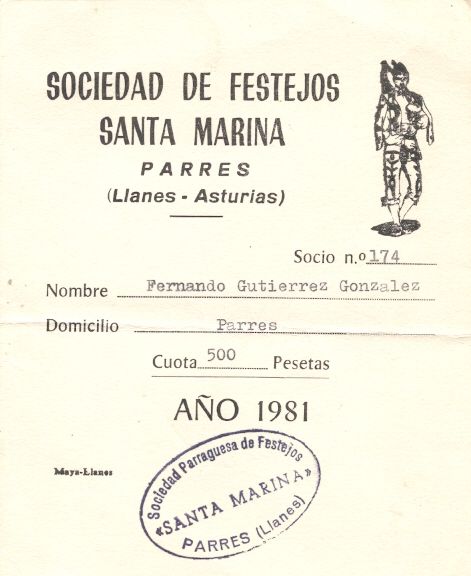 SOCIEDAD DE FESTEJOS
SANTA MARINA
PARRES
(Llanes - Asturias)
Socio n.º 174
Nombre Fernando Gutierrez Gonzalez
Domicilio Parres
Cuota 500 Pesetas
AÑO 1981
Maya-Llanes
Sociedad Parraguesa de Festejos
«SANTA MARINA»
PARRES (Llanes)